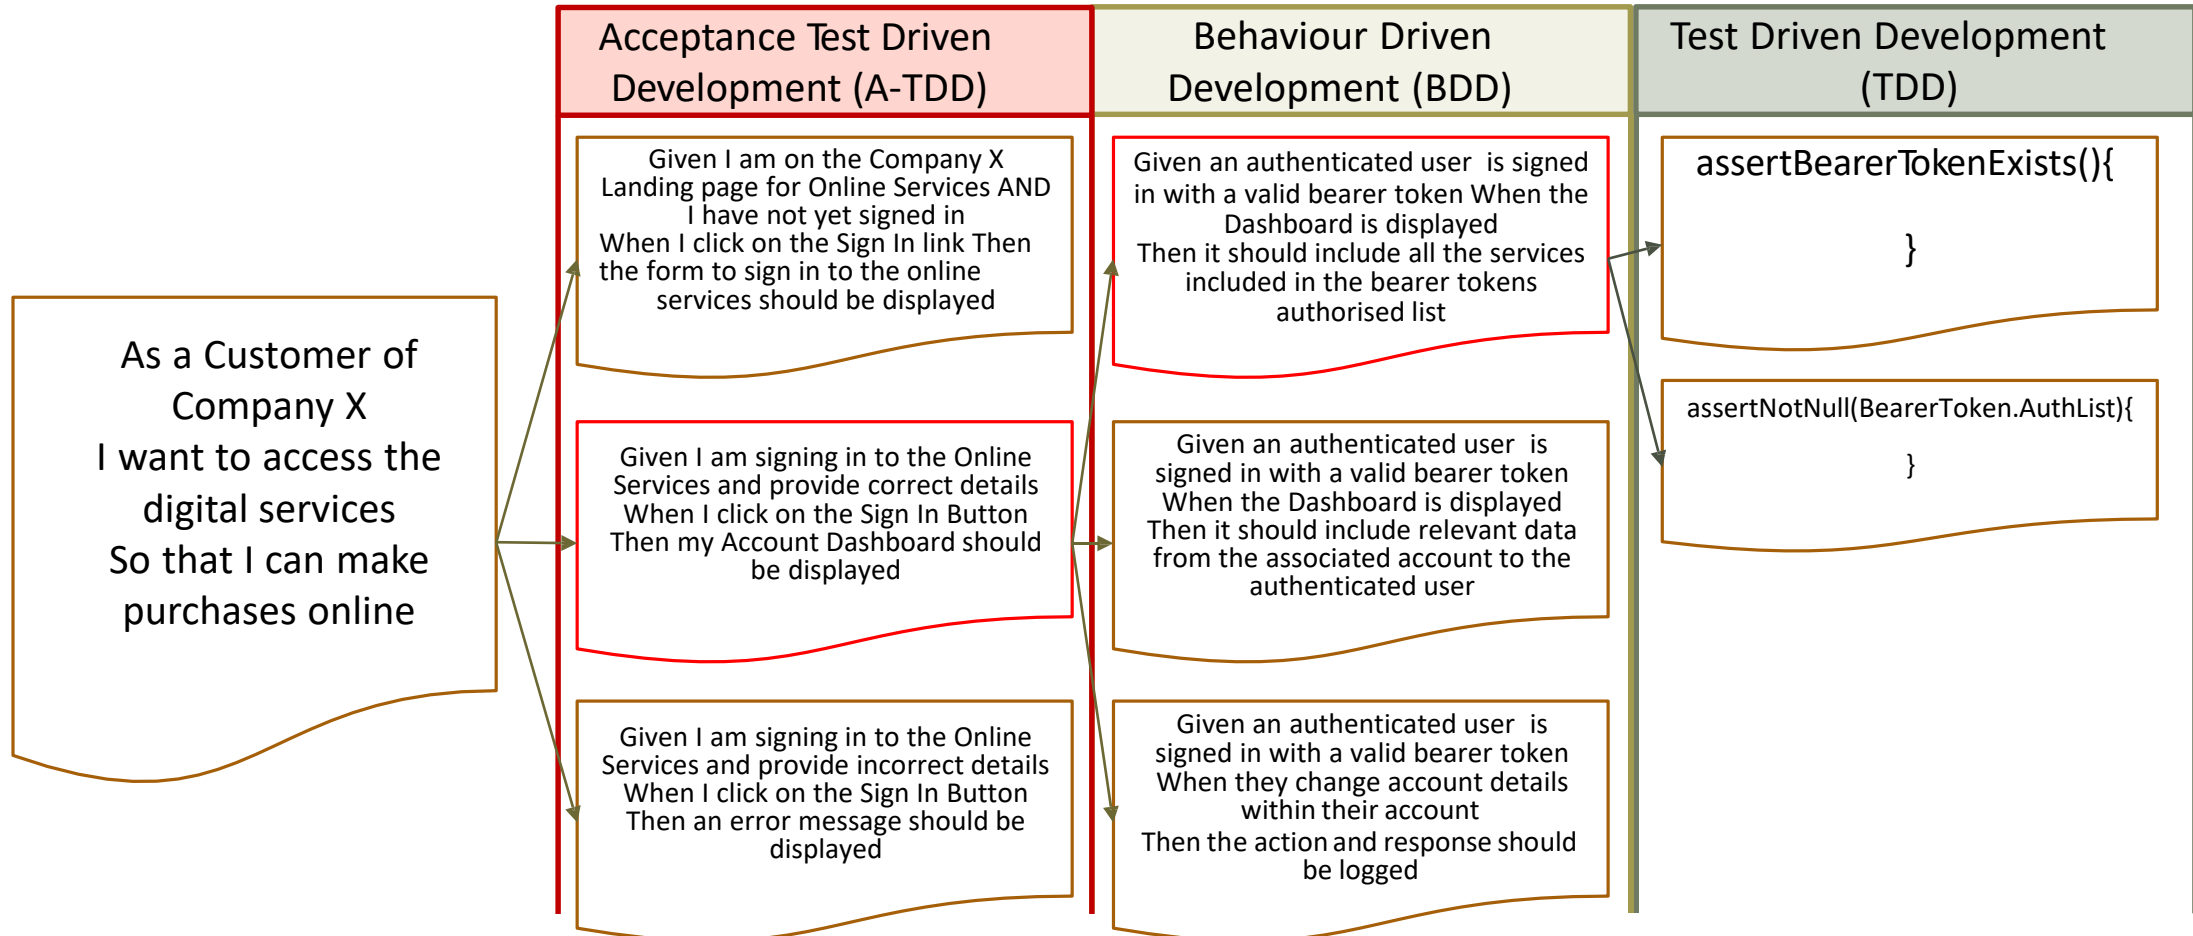 Acceptance Test Driven
Development (A-TDD)
Behaviour Driven
Development (BDD)
Test Driven Development
(TDD)
As a Customer of
Company X
I want to access the
digital services
So that I can make
purchases online
Given I am on the Company X
Landing page for Online Services AND
I have not yet signed in
When I click on the Sign In link Then
the form to sign in to the online
services should be displayed
Given I am signing in to the Online
Services and provide correct details
When I click on the Sign In Button
Then my Account Dashboard should
be displayed
Given I am signing in to the Online
Services and provide incorrect details
When I click on the Sign In Button
Then an error message should be
displayed
Given an authenticated user is signed
in with a valid bearer token When the
Dashboard is displayed
Then it should include all the services
included in the bearer tokens
authorised list
Given an authenticated user is
signed in with a valid bearer token
When the Dashboard is displayed
Then it should include relevant data
from the associated account to the
authenticated user
Given an authenticated user is
signed in with a valid bearer token
When they change account details
within their account
Then the action and response should
be logged
assertBearerTokenExists(){
}
assertNotNull(BearerToken.AuthList){
}